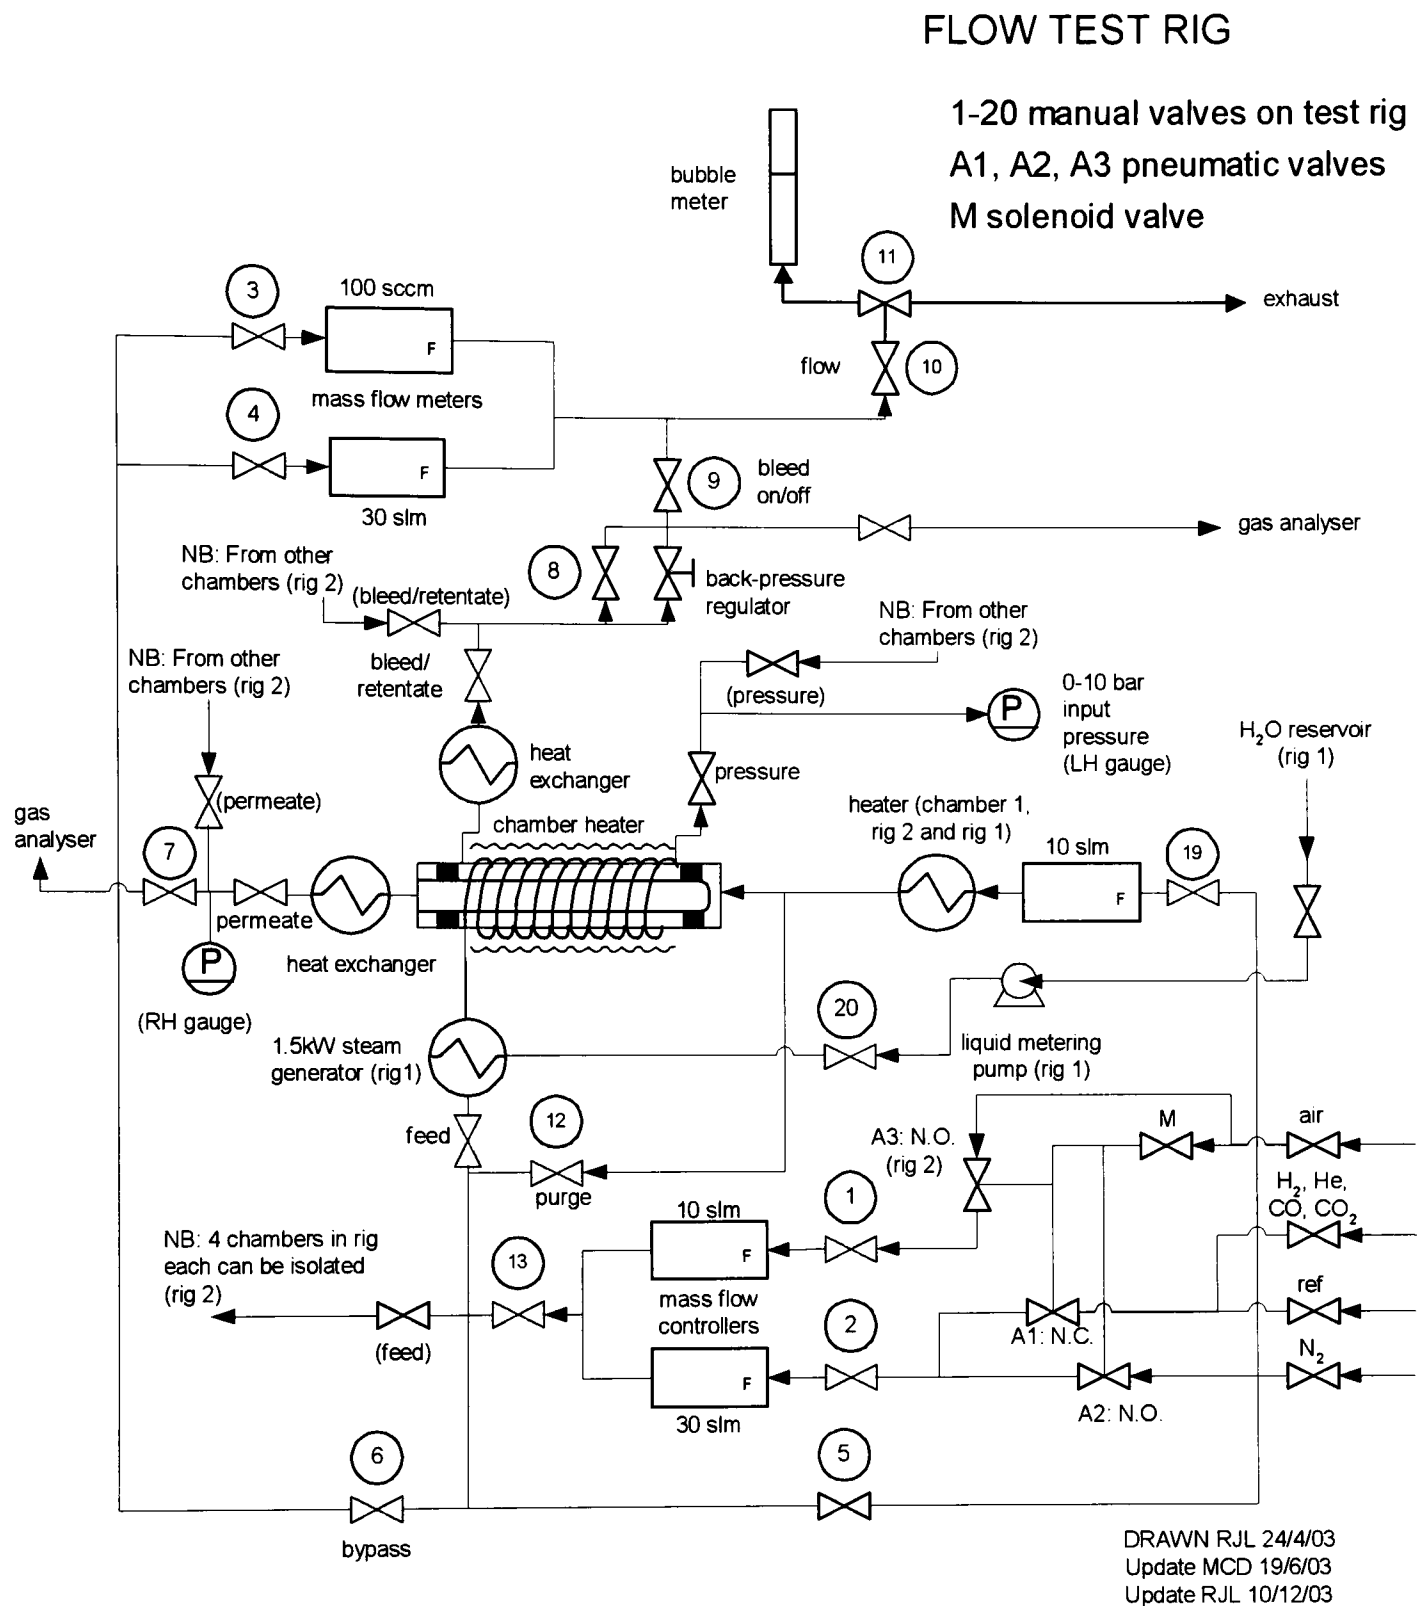 FLOW TEST RIG
1-20 manual valves on test rig
A1, A2, A3 pneumatic valves
M solenoid valve
bubble
meter
11
exhaust
3
100 sccm
F
flow
10
mass flow meters
4
F
30 slm
9
bleed
on/off
gas analyser
NB: From other
chambers (rig 2)
(bleed/retentate)
8
back-pressure
regulator
NB: From other
chambers (rig 2)
bleed/
retentate
(pressure)
NB: From other
chambers (rig 2)
P
0-10 bar
input
pressure
(LH gauge)
H2O reservoir
(rig 1)
heat
exchanger
pressure
(permeate)
gas
analyser
7
chamber heater
heater (chamber 1,
rig 2 and rig 1)
10 slm
F
19
permeate
heat exchanger
P
(RH gauge)
1.5kW steam
generator (rig1)
20
liquid metering
pump (rig 1)
feed
12
purge
A3: N.O.
(rig 2)
M
air
H2, He,
CO, CO2
1
10 slm
F
NB: 4 chambers in rig
each can be isolated
(rig 2)
13
mass flow
controllers
2
A1: N.C.
ref
N2
(feed)
F
30 slm
A2: N.O.
6
5
bypass
DRAWN RJL 24/4/03
Update MCD 19/6/03
Update RJL 10/12/03